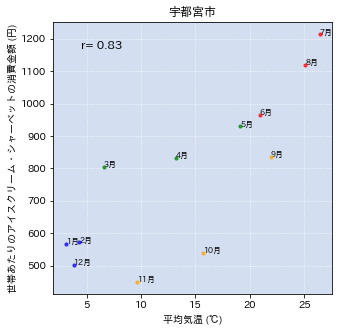 宇都宮市
r= 0.83
世帯あたりのアイスクリーム・シャーベットの消費金額 (円)
1200
1100
1000
900
800
700
600
500
7月
8月
6月
5月
9月
4月
3月
1月
2月
12月
10月
11月
5
10
15
20
25
平均気温 (℃)